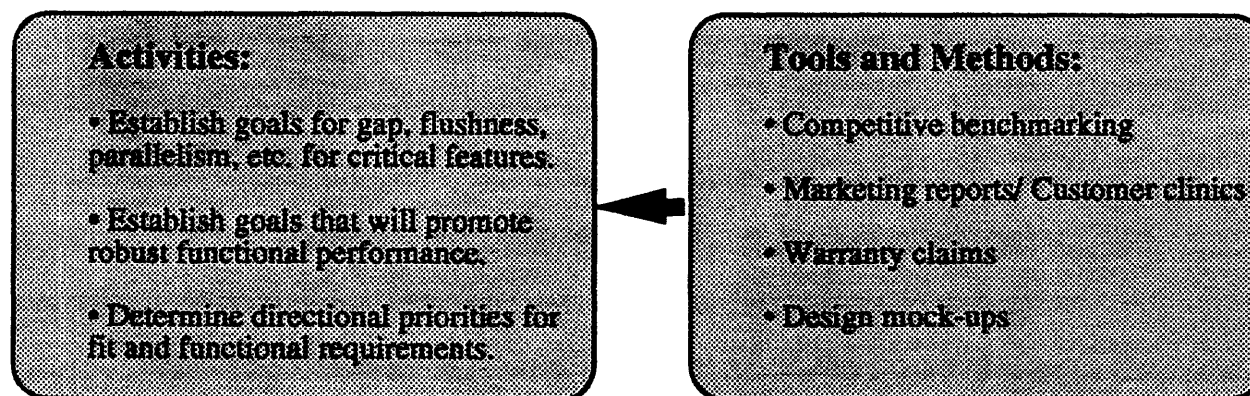 Activities:
• Establish goals for gap, flushness,
parallelism, etc. for critical features.
• Establish goals that will promote
robust functional performance.
• Determine directional priorities for
fit and functional requirements.
Tools and Methods:
• Competitive benchmarking
• Marketing reports/ Customer clinics
• Warranty claims
• Design mock-ups